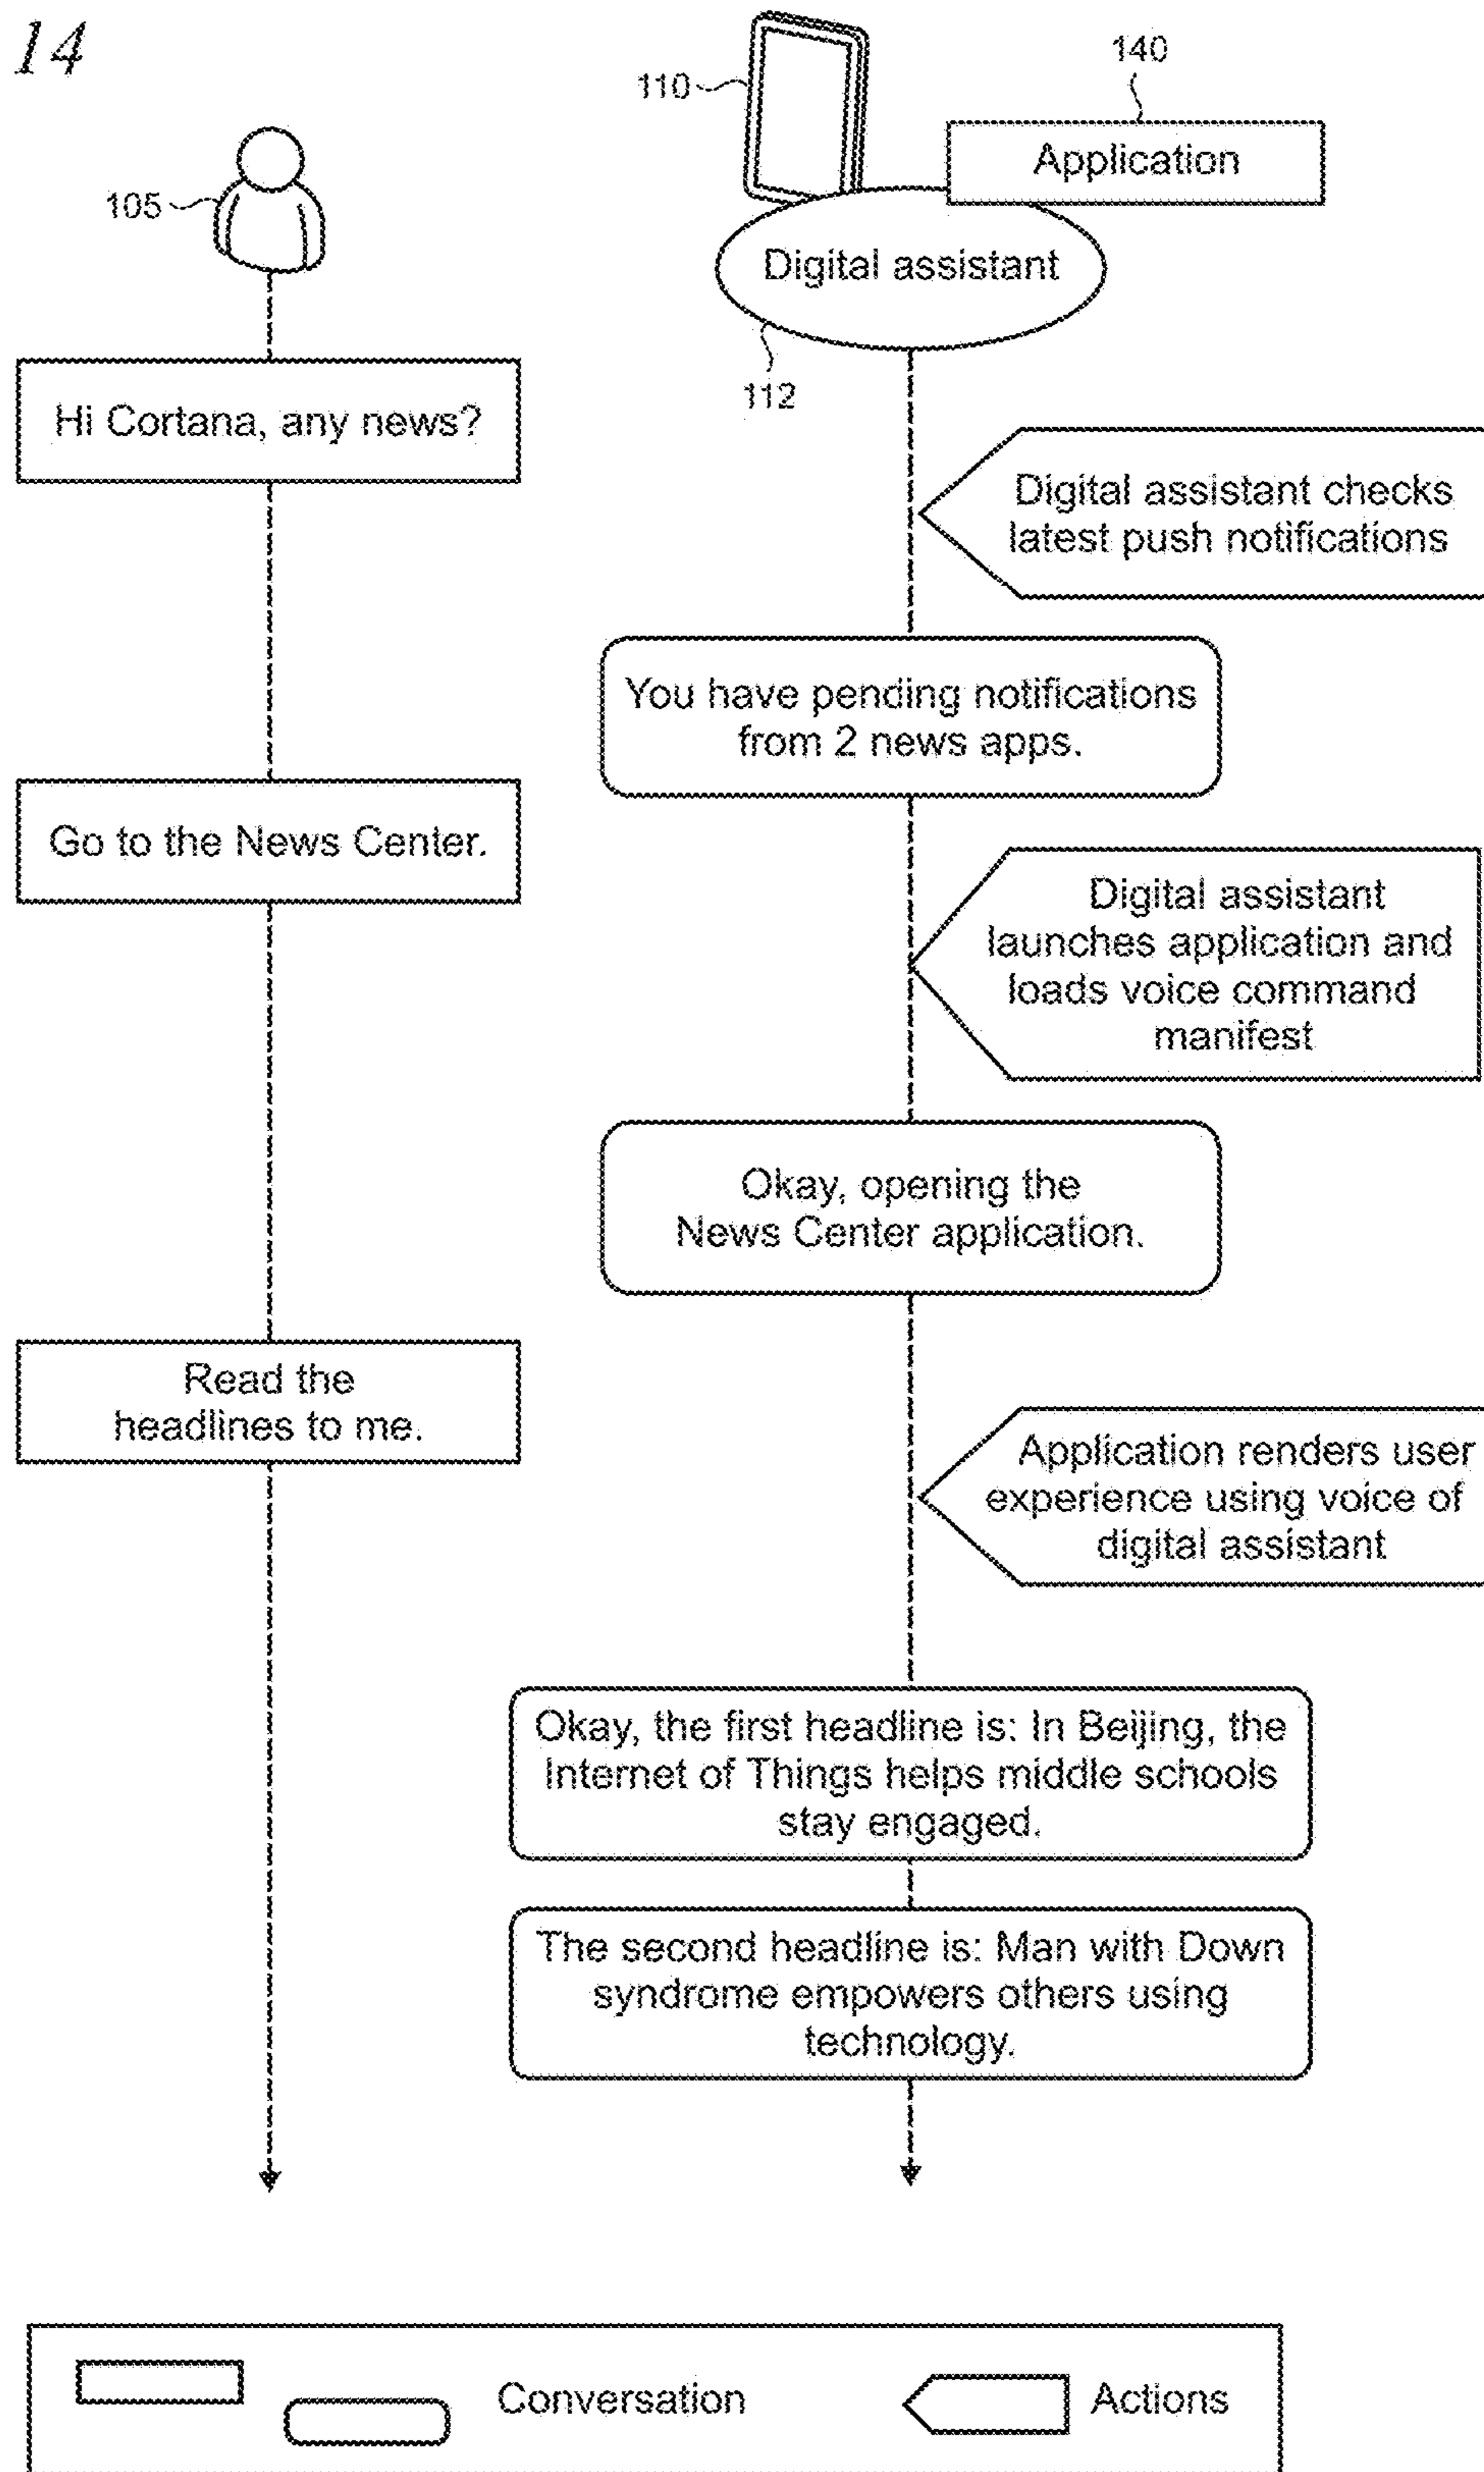 14
110
140
Application
105
Digital assistant
112
Hi Cortana, any news?
Digital assistant checks
latest push notifications
You have pending notifications
from 2 news apps.
Go to the News Center.
Digital assistant
launches application and
loads voice command
manifest
Okay, opening the
News Center application.
Read the
headlines to me.
Application renders user
experience using voice of
digital assistant
Okay, the first headline is: In Beijing, the
Internet of Things helps middle schools
stay engaged.
The second headline is: Man with Down
syndrome empowers others using
technology.
Conversation
Actions